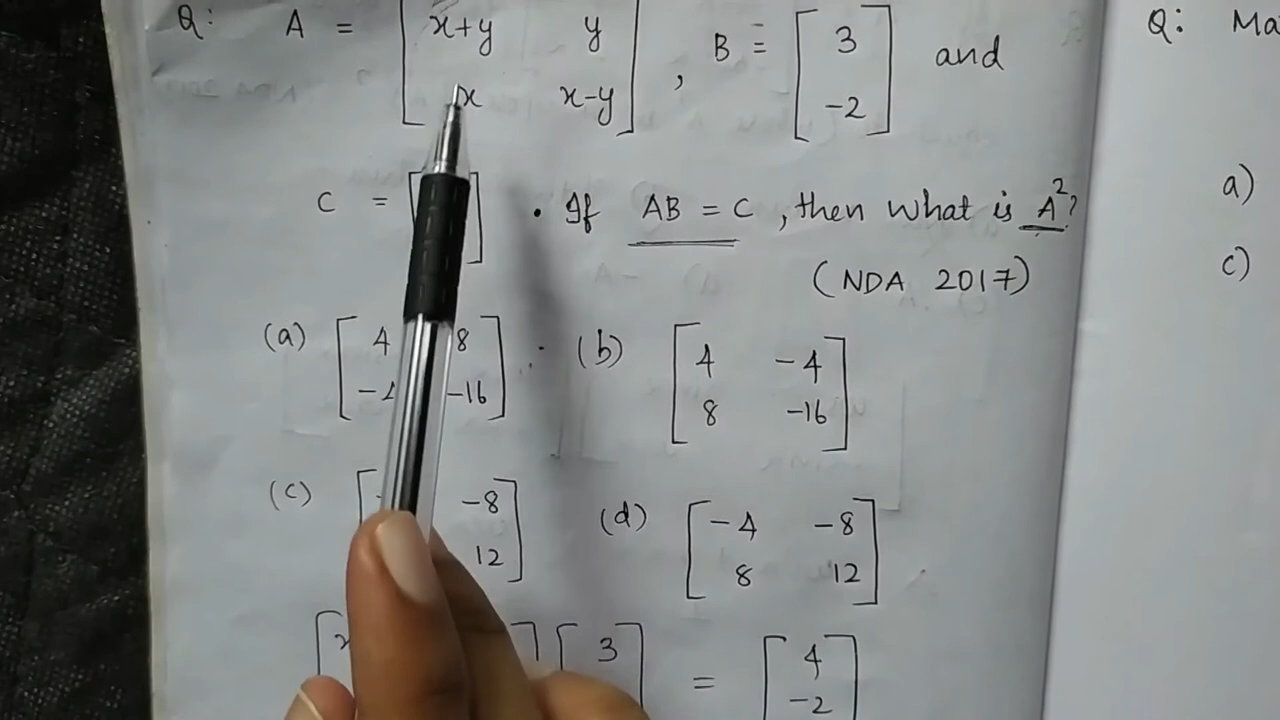 Q: A = [ x+y y , B = [ 3 ] and Q: Ma
x x-y ] -2
C = [ ] . If AB = C , then what is A²? a)
(NDA 2017) c)
(a) [ 4 8 ] (b) [ 4 -4 ]
-16 8 -16
(c) [ -8 ] (d) [ -4 -8 ]
12 8 12
[ x ] [ 3 ] = [ 4 ]
-2